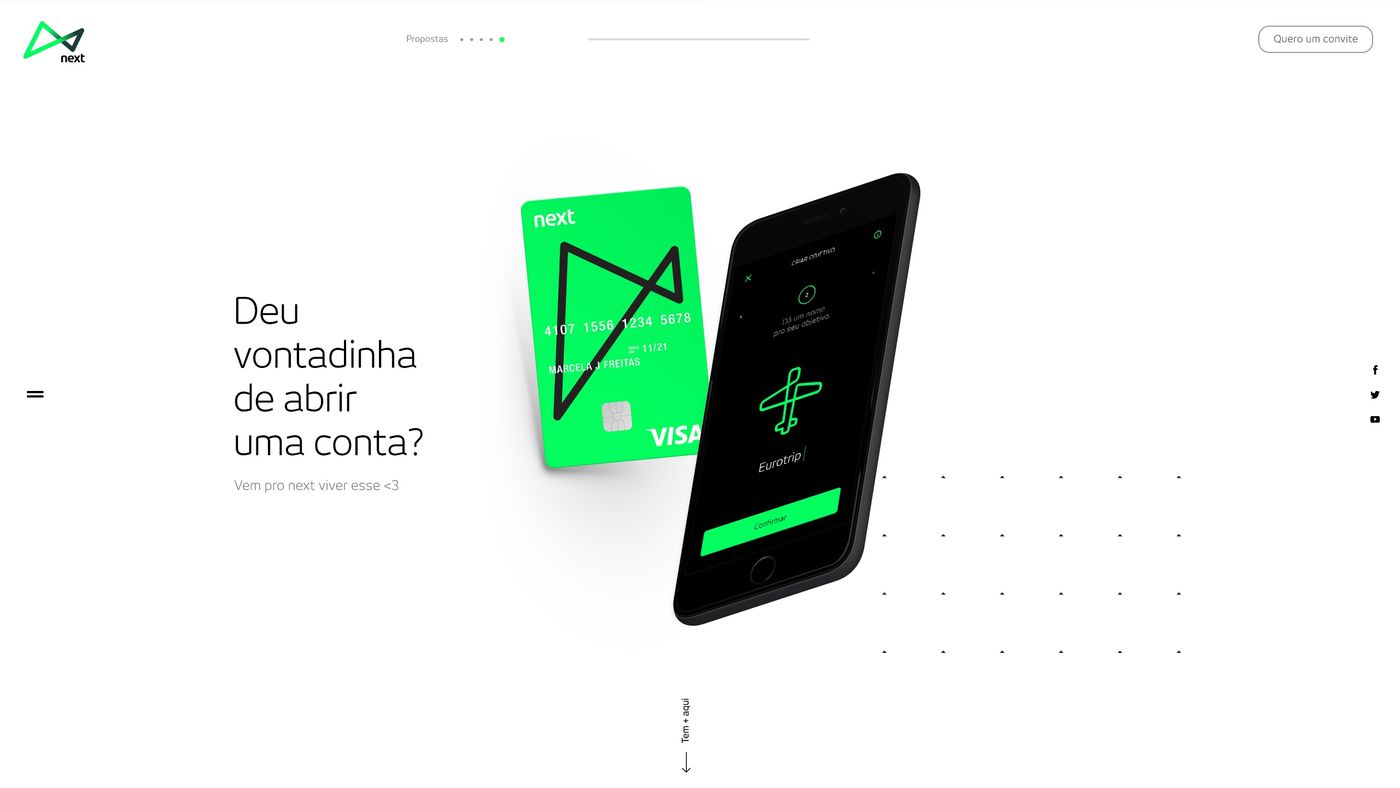 next
Propostas
Quero um convite
Deu
vontadinha
de abrir
uma conta?
Vem pro next viver esse <3
next
4107 1556 1234 5678
11/21
MARCELA J FREITAS
VISA
CRIAR OBJETIVO
2
Dá um nome
pro seu objetivo.
Eurotrip
Confirmar
Tem + aqui